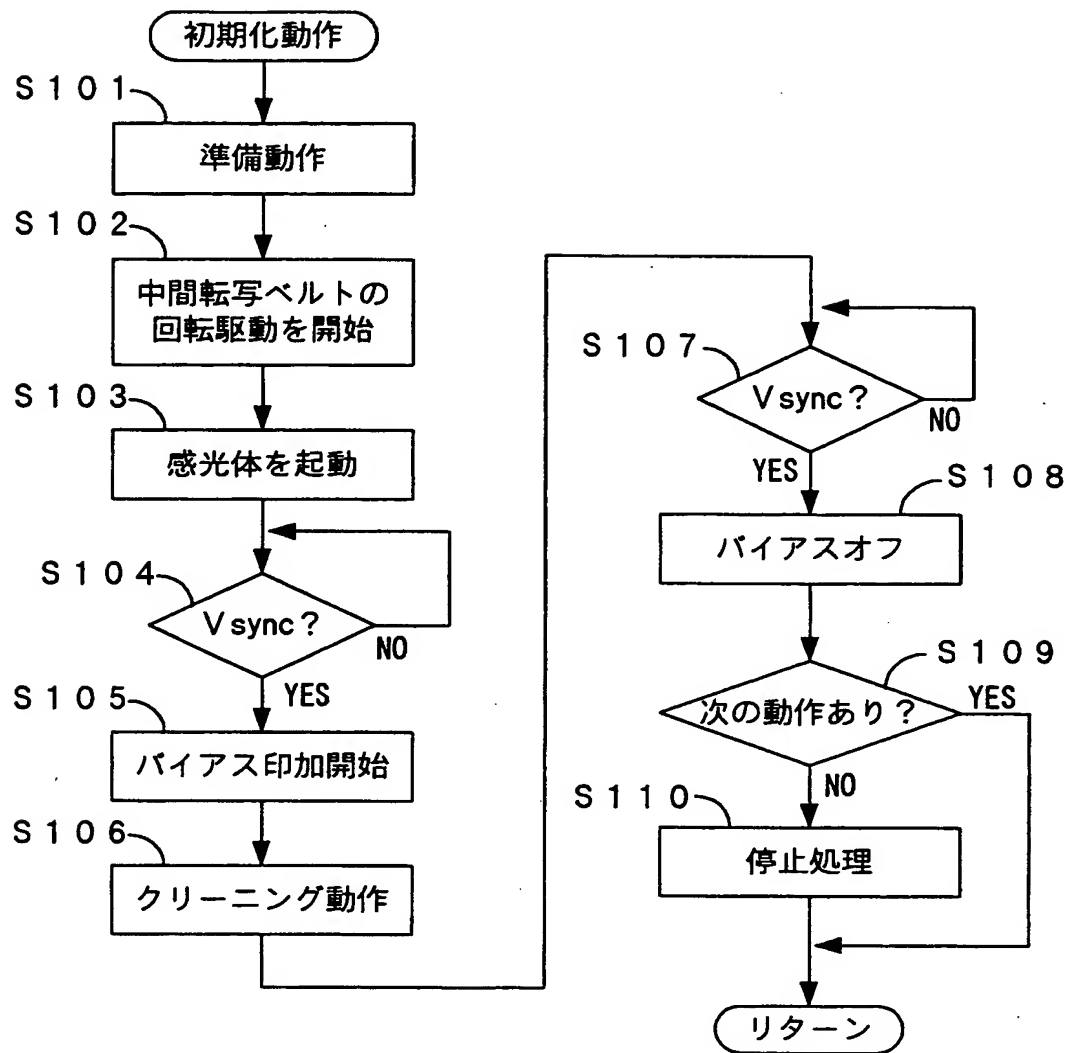 初期化動作
S101
準備動作
S102
中間転写ベルトの
回転駆動を開始
S103
感光体を起動
S104
Vsync?
NO
YES
S105
バイアス印加開始
S106
クリーニング動作
S107
Vsync?
NO
YES
S108
バイアスオフ
S109
次の動作あり?
YES
NO
S110
停止処理
リターン